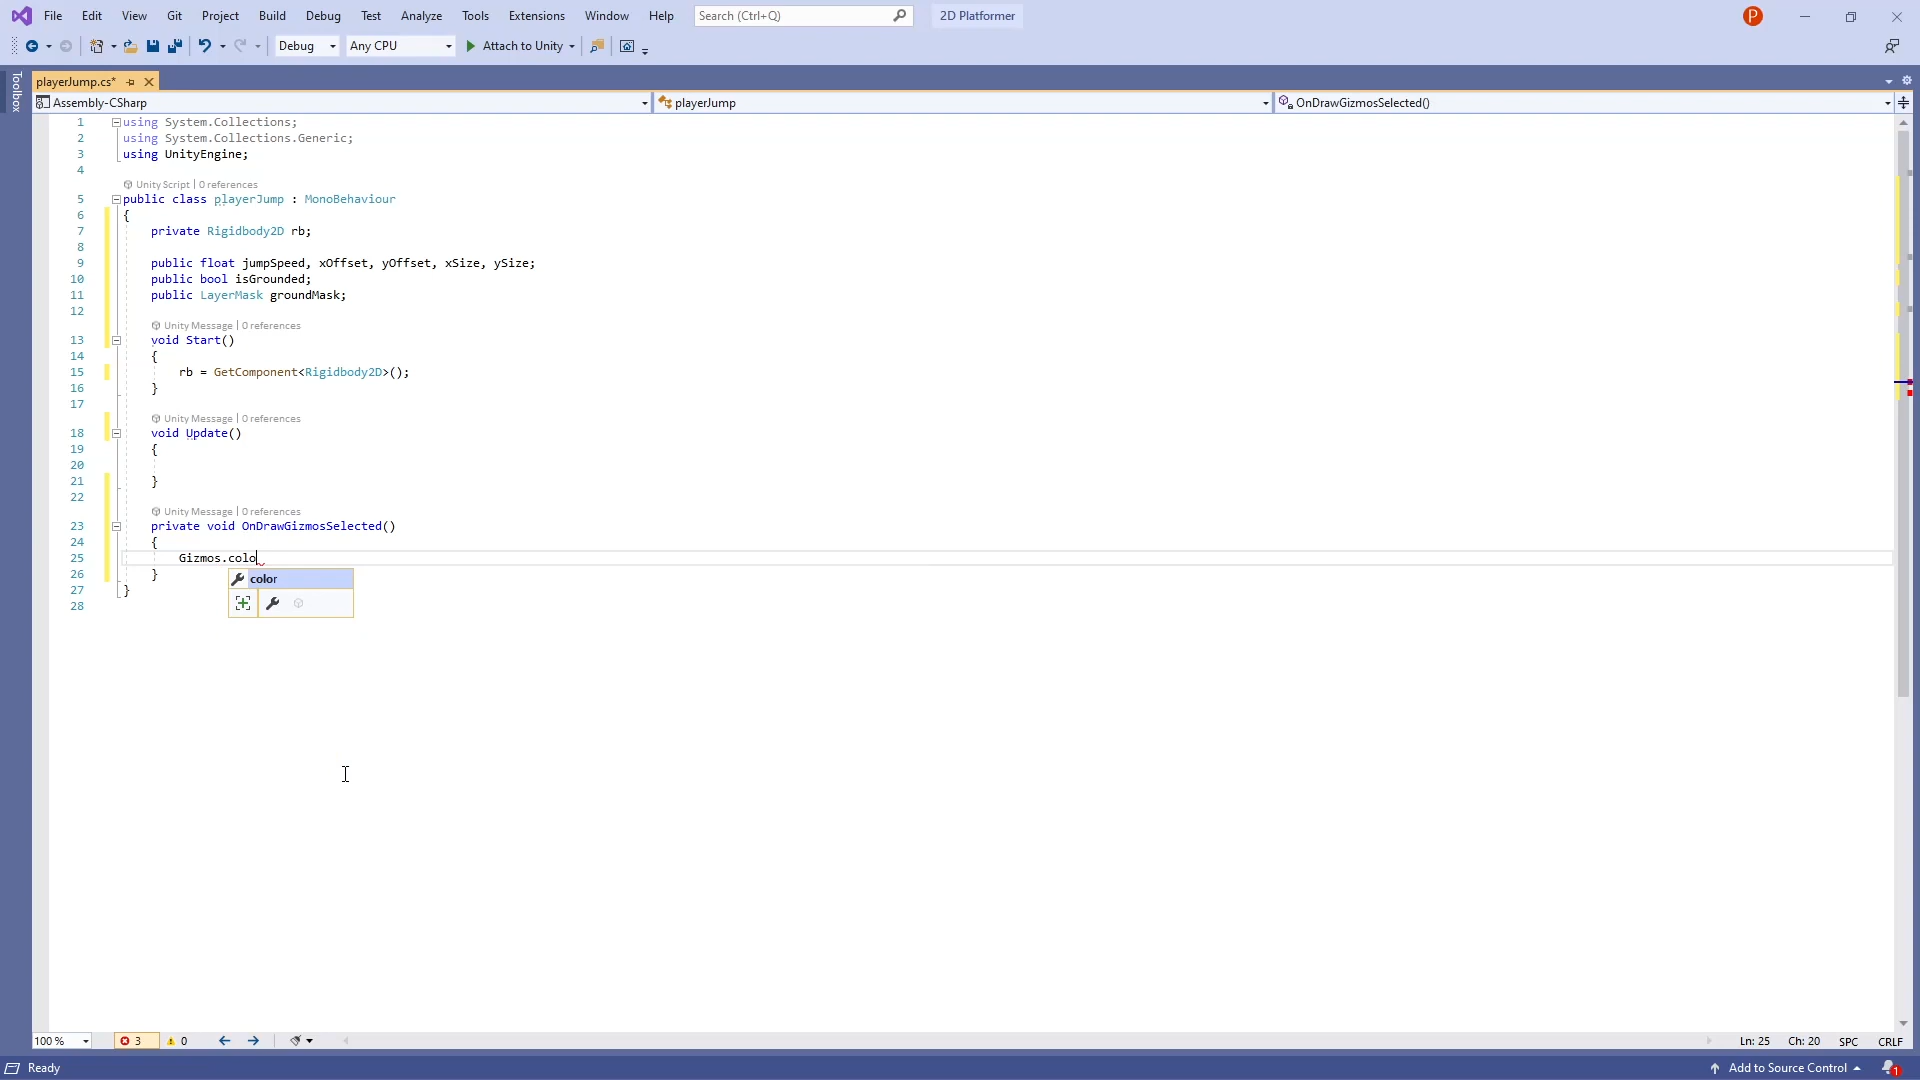 File Edit View Git Project Build Debug Test Analyze Tools Extensions Window Help Search (Ctrl+Q) 2D Platformer P
Debug Any CPU Attach to Unity
Toolbox
playerJump.cs*
Assembly-CSharp playerJump OnDrawGizmosSelected()
1 using System.Collections;
2 using System.Collections.Generic;
3 using UnityEngine;
4
Unity Script | 0 references
5 public class playerJump : MonoBehaviour
6 {
7 private Rigidbody2D rb;
8
9 public float jumpSpeed, xOffset, yOffset, xSize, ySize;
10 public bool isGrounded;
11 public LayerMask groundMask;
12
Unity Message | 0 references
13 void Start()
14 {
15 rb = GetComponent<Rigidbody2D>();
16 }
17
Unity Message | 0 references
18 void Update()
19 {
20
21 }
22
Unity Message | 0 references
23 private void OnDrawGizmosSelected()
24 {
25 Gizmos.colo
26 }
color
27 }
28
100 % 3 0 Ln: 25 Ch: 20 SPC CRLF
Ready Add to Source Control 1